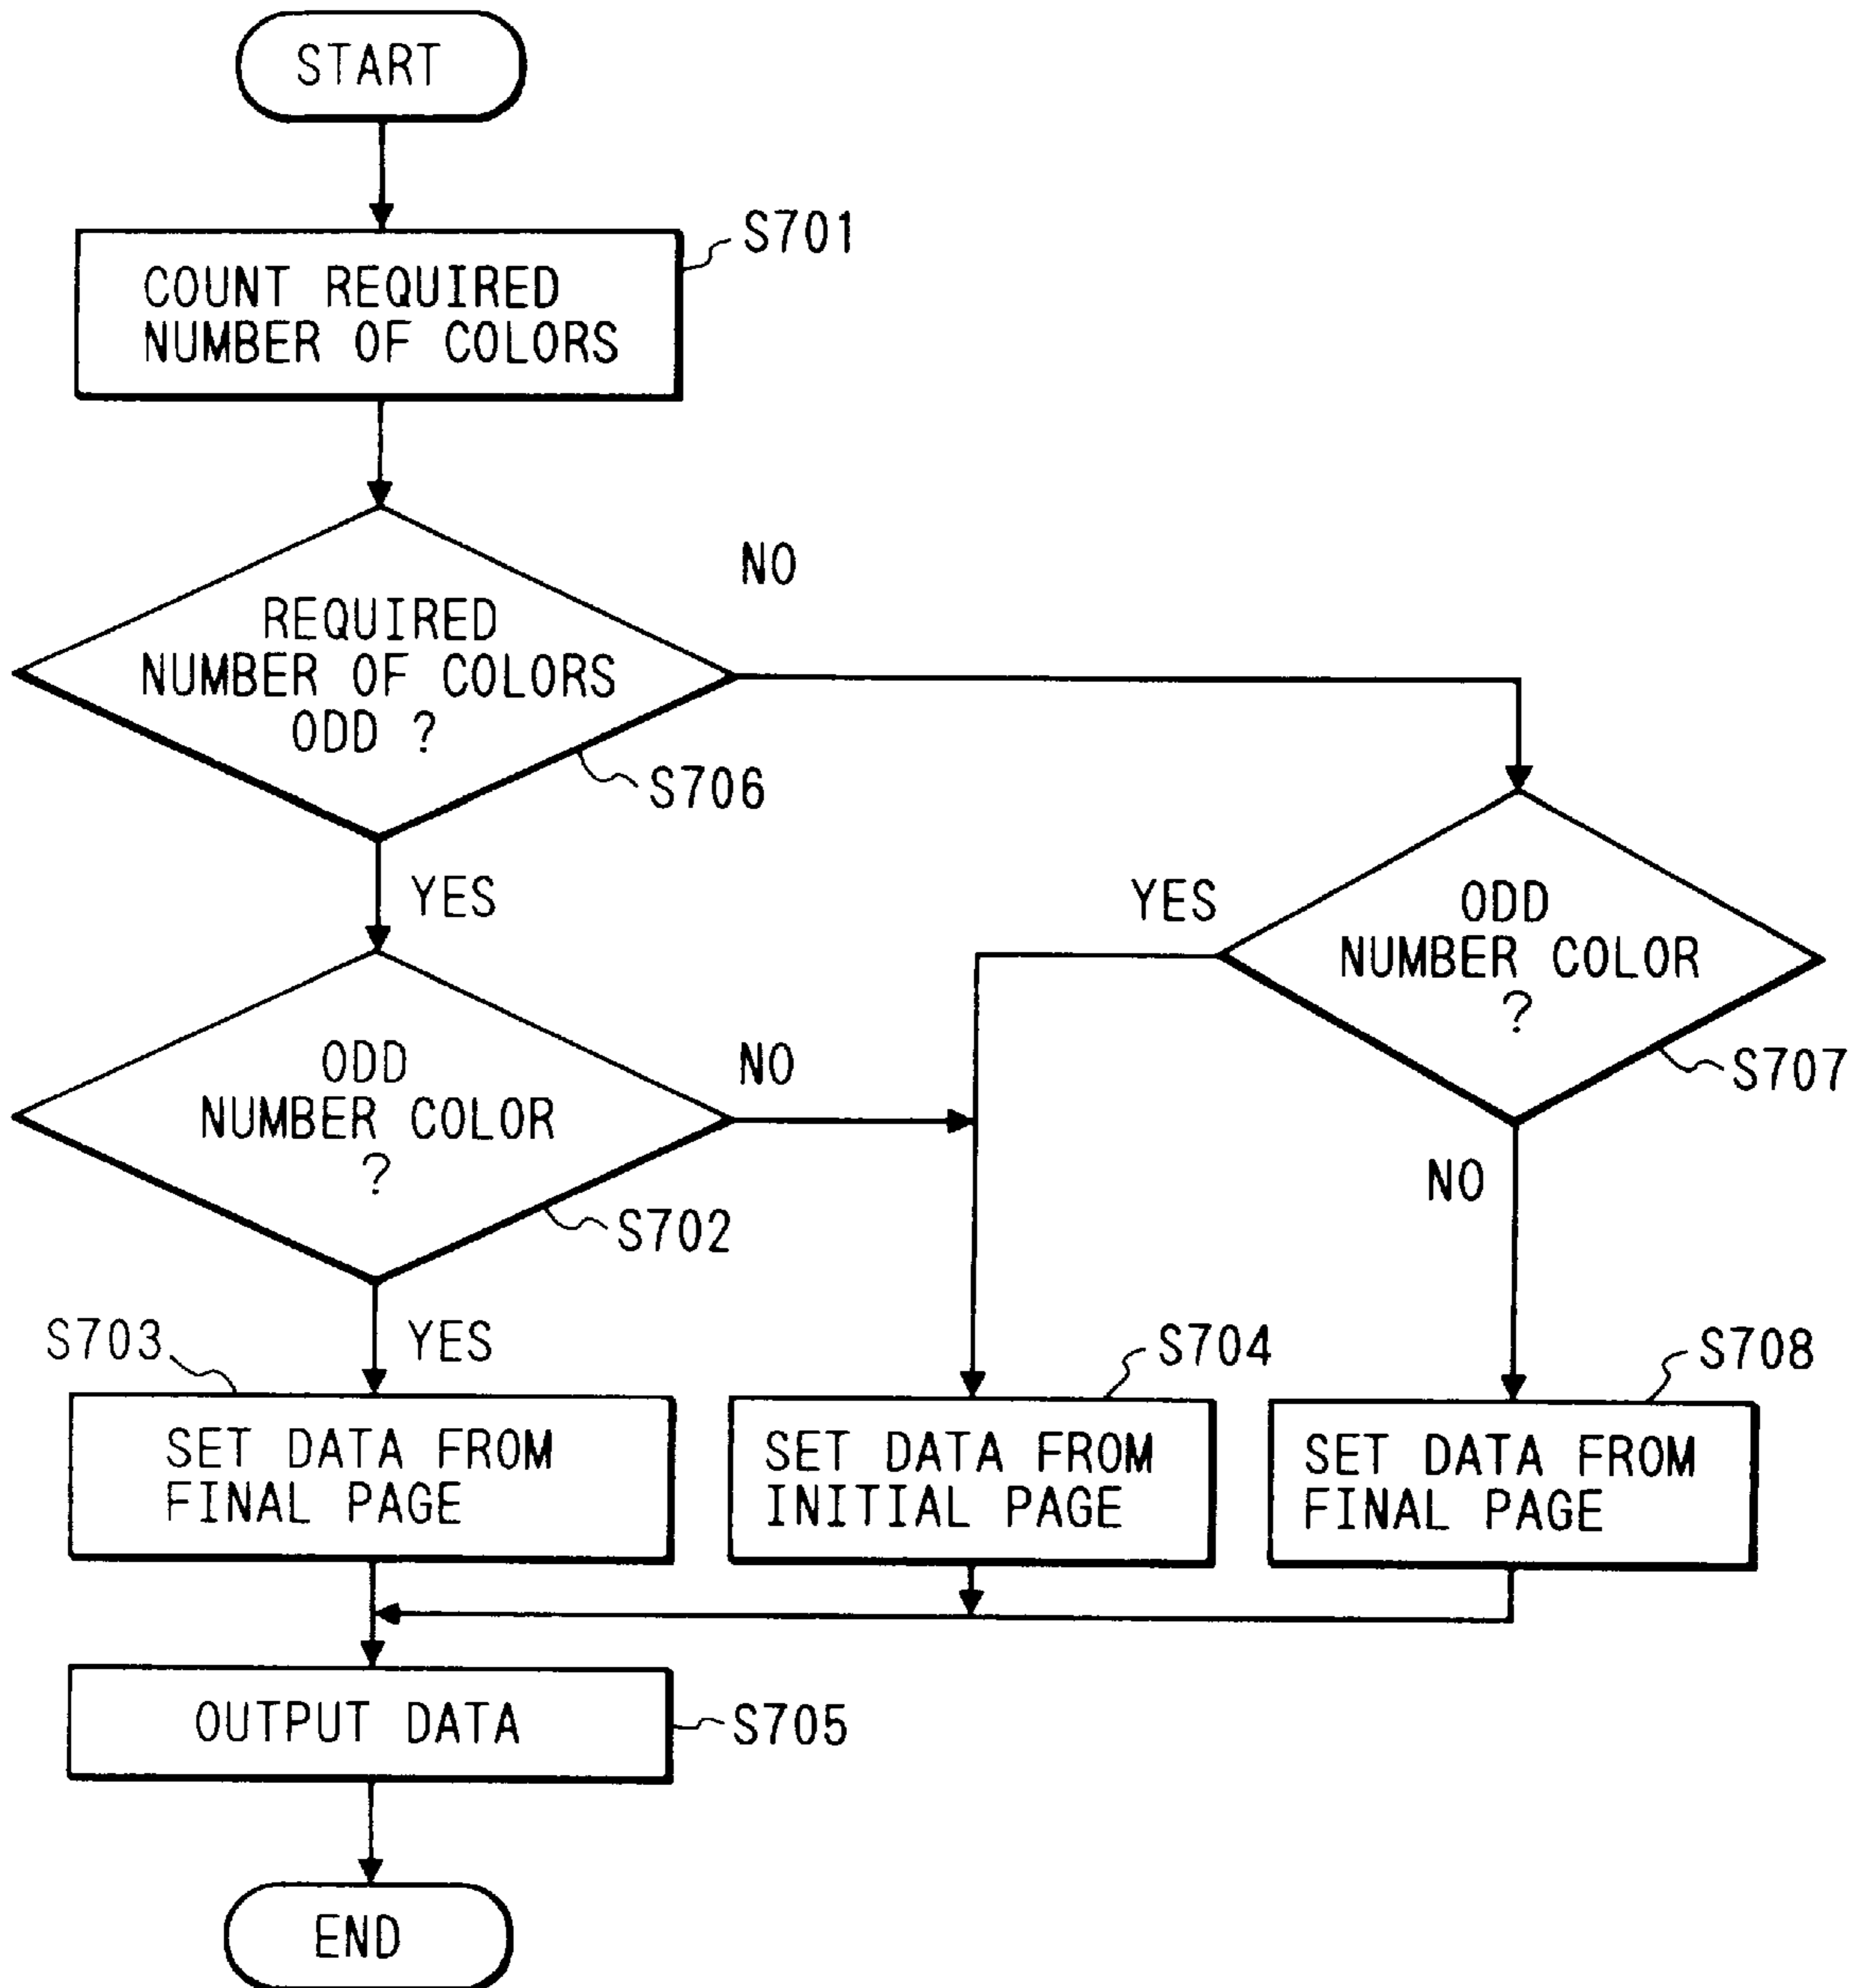 START
S701
COUNT REQUIRED
NUMBER OF COLORS
NO
REQUIRED
NUMBER OF COLORS
ODD ?
S706
YES
YES
ODD
NUMBER COLOR
?
S707
ODD
NUMBER COLOR
?
NO
S702
NO
S703
YES
S704
S708
SET DATA FROM
FINAL PAGE
SET DATA FROM
INITIAL PAGE
SET DATA FROM
FINAL PAGE
OUTPUT DATA
S705
END